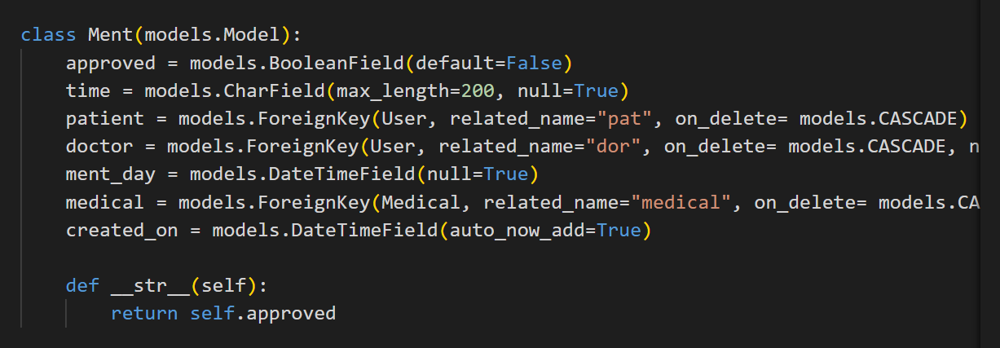 class Ment(models.Model):
    approved = models.BooleanField(default=False)
    time = models.CharField(max_length=200, null=True)
    patient = models.ForeignKey(User, related_name="pat", on_delete= models.CASCADE)
    doctor = models.ForeignKey(User, related_name="dor", on_delete= models.CASCADE, n
    ment_day = models.DateTimeField(null=True)
    medical = models.ForeignKey(Medical, related_name="medical", on_delete= models.CA
    created_on = models.DateTimeField(auto_now_add=True)
    def __str__(self):
        return self.approved